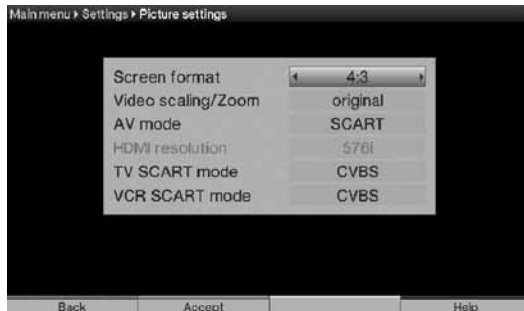 Main menu ▸ Settings ▸ Picture settings
Screen format 4:3
Video scaling/Zoom original
AV mode SCART
HDMI resolution 576i
TV SCART mode CVBS
VCR SCART mode CVBS
Back Accept Help